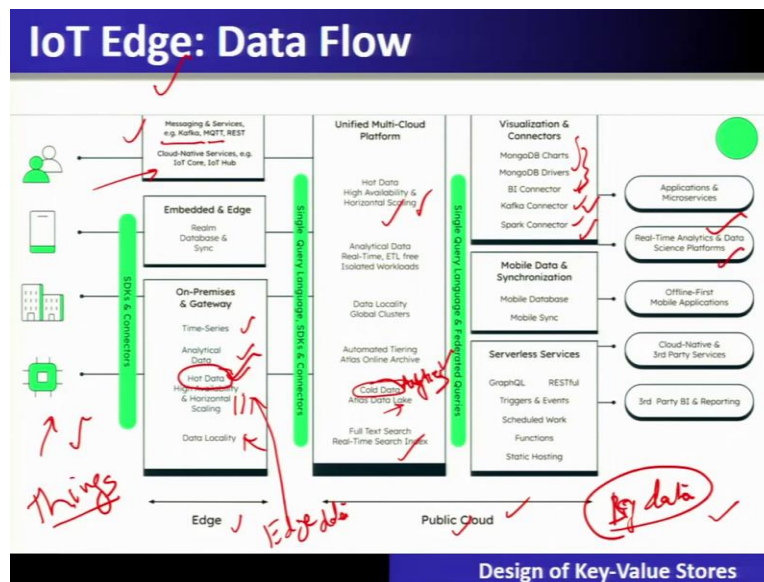 IoT Edge: Data Flow
Messaging & Services,
e.g. Kafka, MQTT, REST
Cloud-Native Services, e.g.
IoT Core, IoT Hub
Embedded & Edge
Realm
Database &
Sync
SDKs & Connectors
On-Premises
& Gateway
Time-Series
Analytical
Data
Hot Data
High Availability
& Horizontal
Scaling
Data Locality
Single Query Language, SDKs & Connectors
Unified Multi-Cloud
Platform
Hot Data
High Availability &
Horizontal Scaling
Analytical Data
Real-Time, ETL free
Isolated Workloads
Data Locality
Global Clusters
Automated Tiering
Atlas Online Archive
Cold Data
Atlas Data Lake
Full Text Search
Real-Time Search Index
Single Query Language & Federated Queries
Visualization &
Connectors
MongoDB Charts
MongoDB Drivers
BI Connector
Kafka Connector
Spark Connector
Mobile Data &
Synchronization
Mobile Database
Mobile Sync
Serverless Services
GraphQL RESTful
Triggers & Events
Scheduled Work
Functions
Static Hosting
Applications &
Microservices
Real-Time Analytics & Data
Science Platforms
Offline-First
Mobile Applications
Cloud-Native &
3rd Party Services
3rd Party BI & Reporting
Things
Edge
Edge data
Public Cloud
Big data
Design of Key-Value Stores